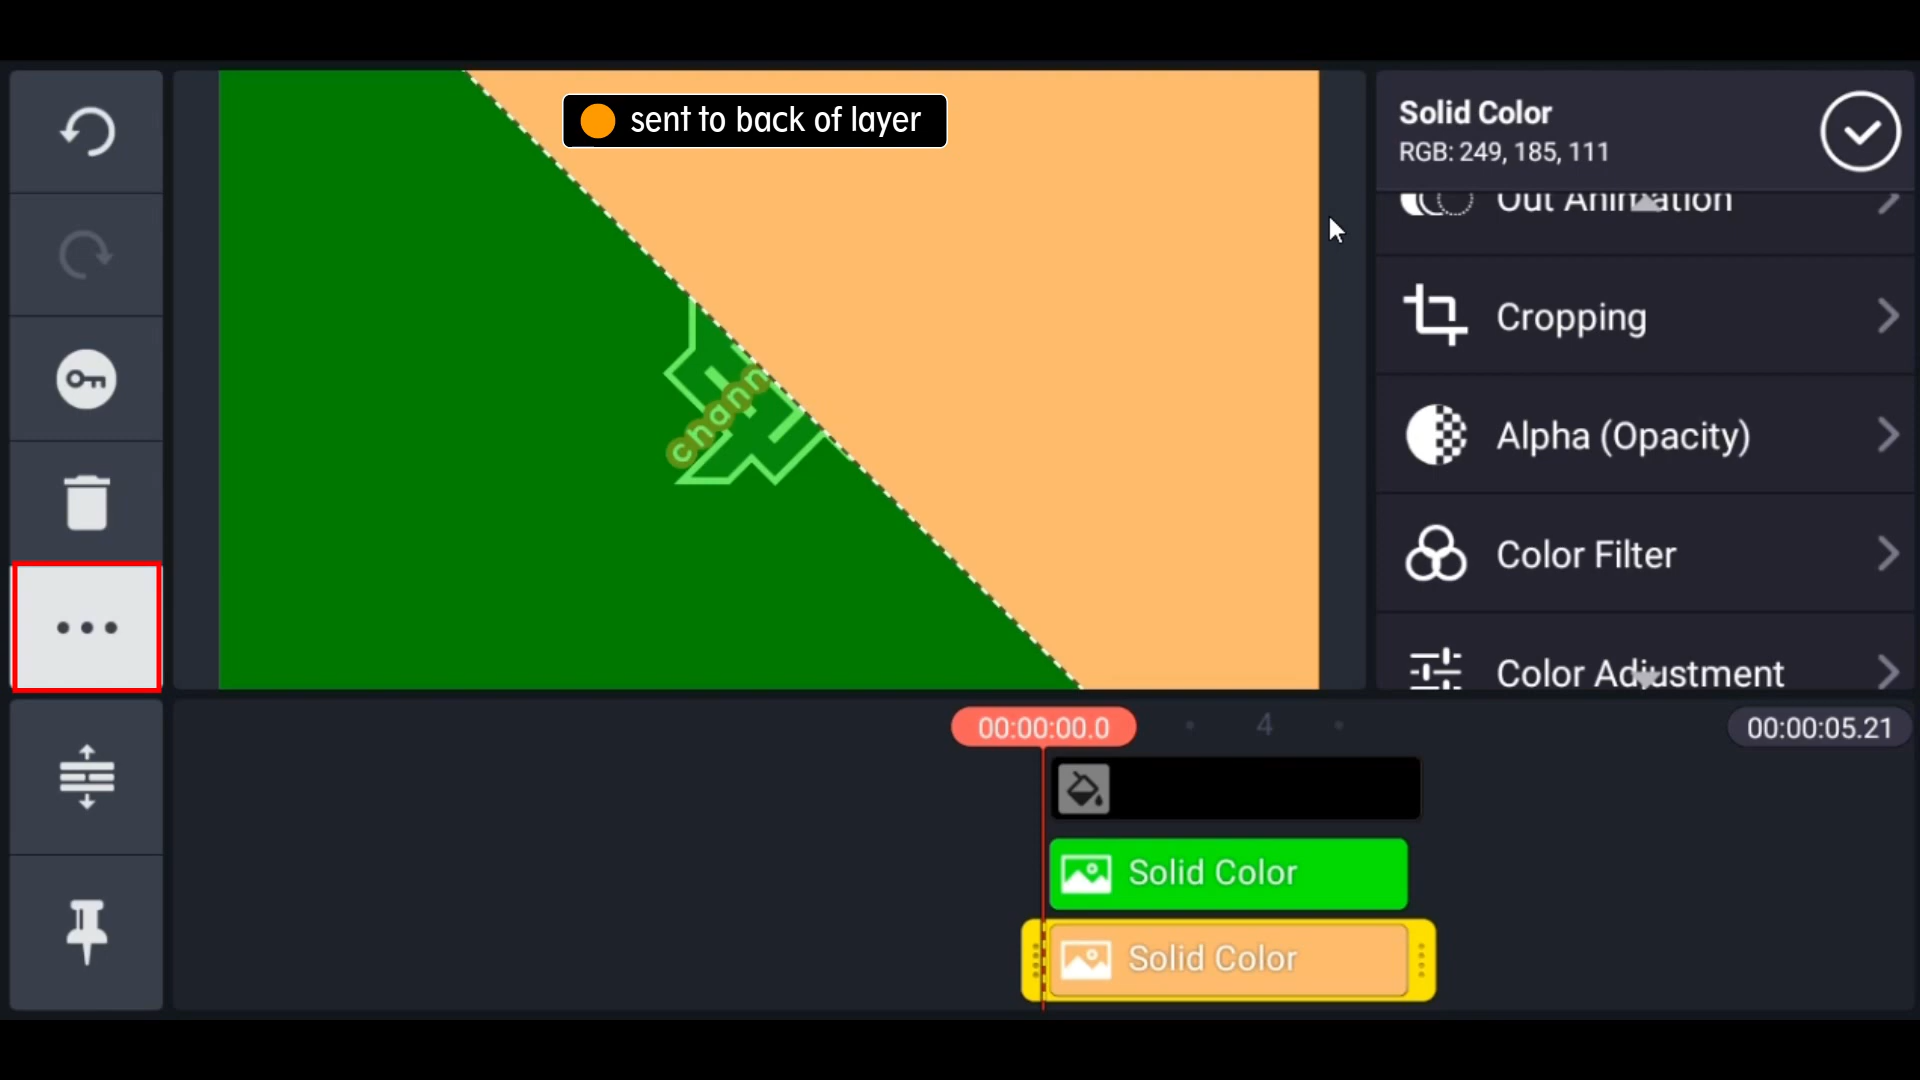 sent to back of layer
Solid Color
RGB: 249, 185, 111
Out Animation
Cropping
Alpha (Opacity)
Color Filter
Color Adjustment
chann
00:00:00.0
4
00:00:05.21
Solid Color
Solid Color